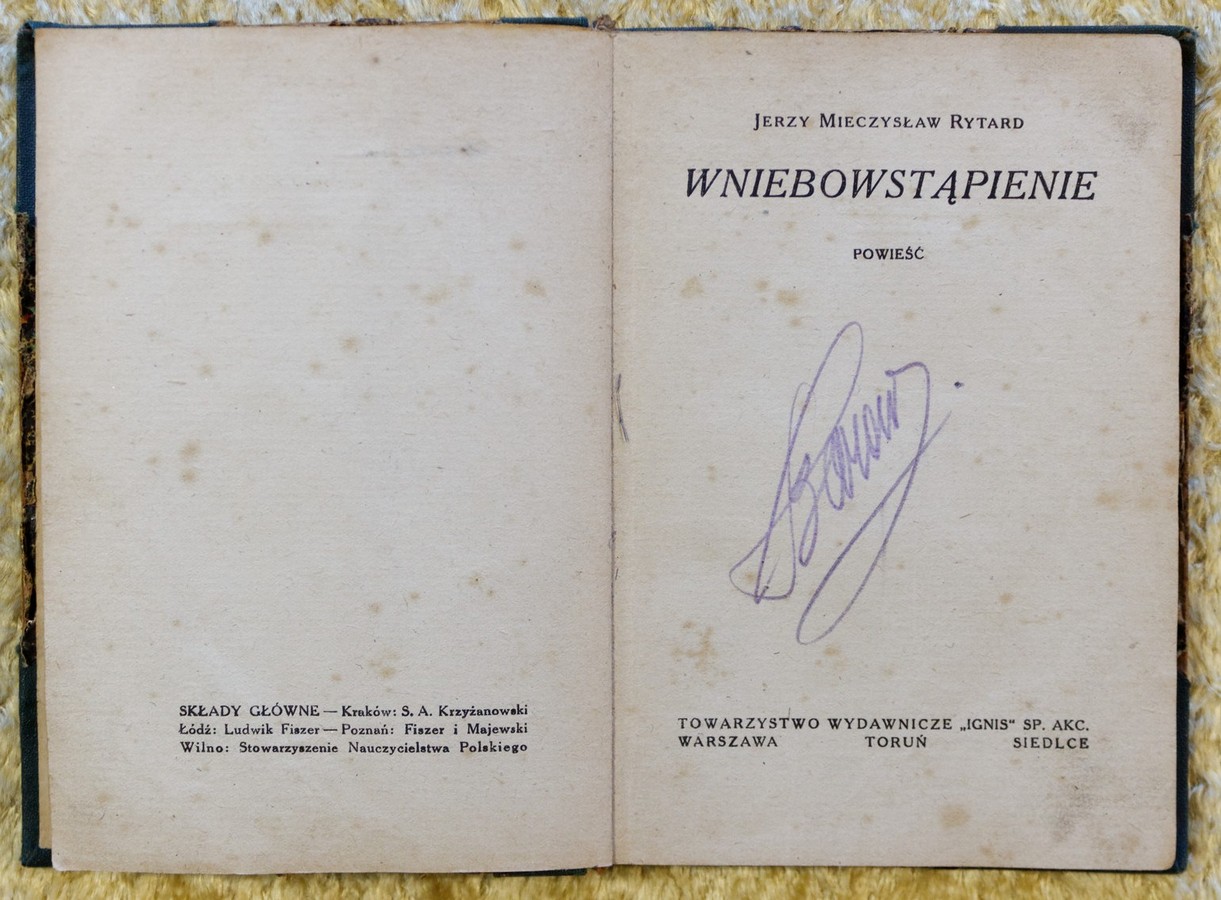 SKŁADY GŁÓWNE — Kraków: S. A. Krzyżanowski
Łódź: Ludwik Fiszer — Poznań: Fiszer i Majewski
Wilno: Stowarzyszenie Nauczycielstwa Polskiego
JERZY MIECZYSŁAW RYTARD
WNIEBOWSTĄPIENIE
POWIEŚĆ
TOWARZYSTWO WYDAWNICZE „IGNIS“ SP. AKC.
WARSZAWA TORUŃ SIEDLCE